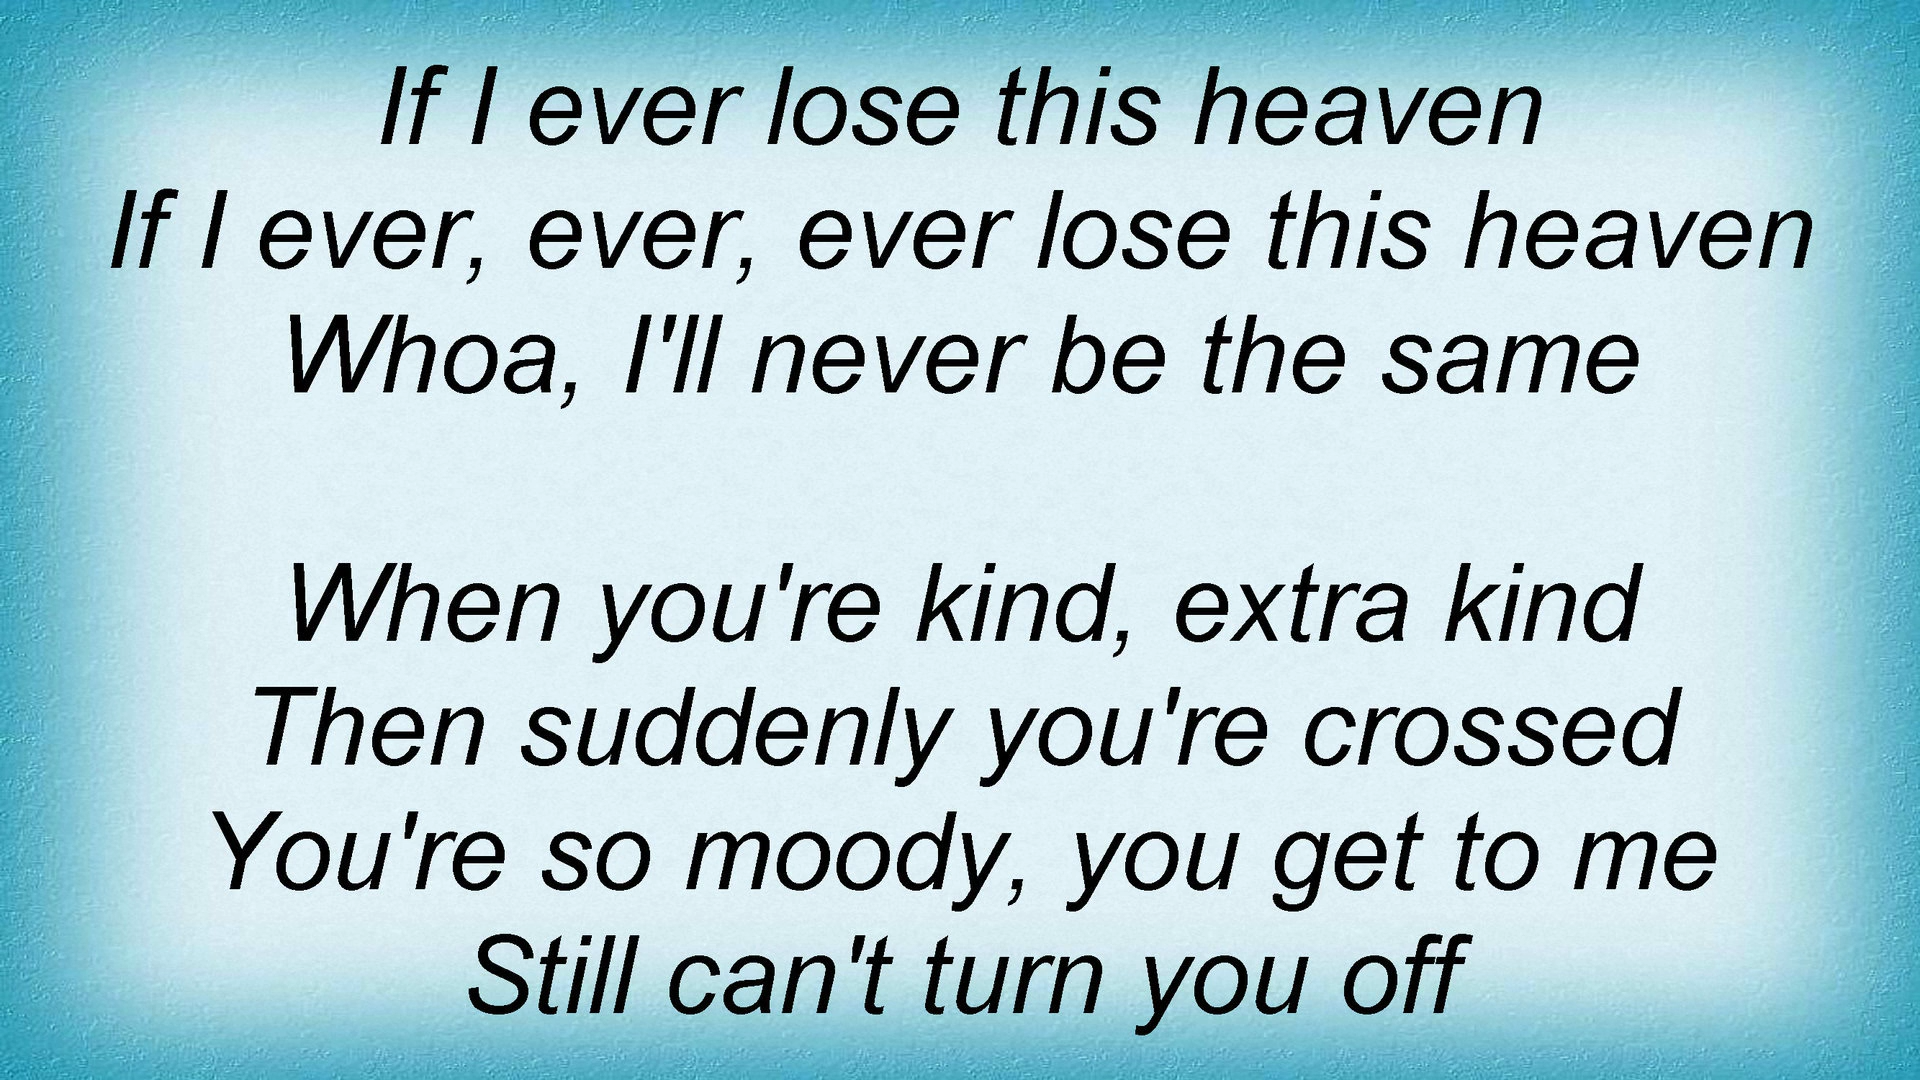 If I ever lose this heaven
If I ever, ever, ever lose this heaven
Whoa, I'll never be the same
When you're kind, extra kind
Then suddenly you're crossed
You're so moody, you get to me
Still can't turn you off